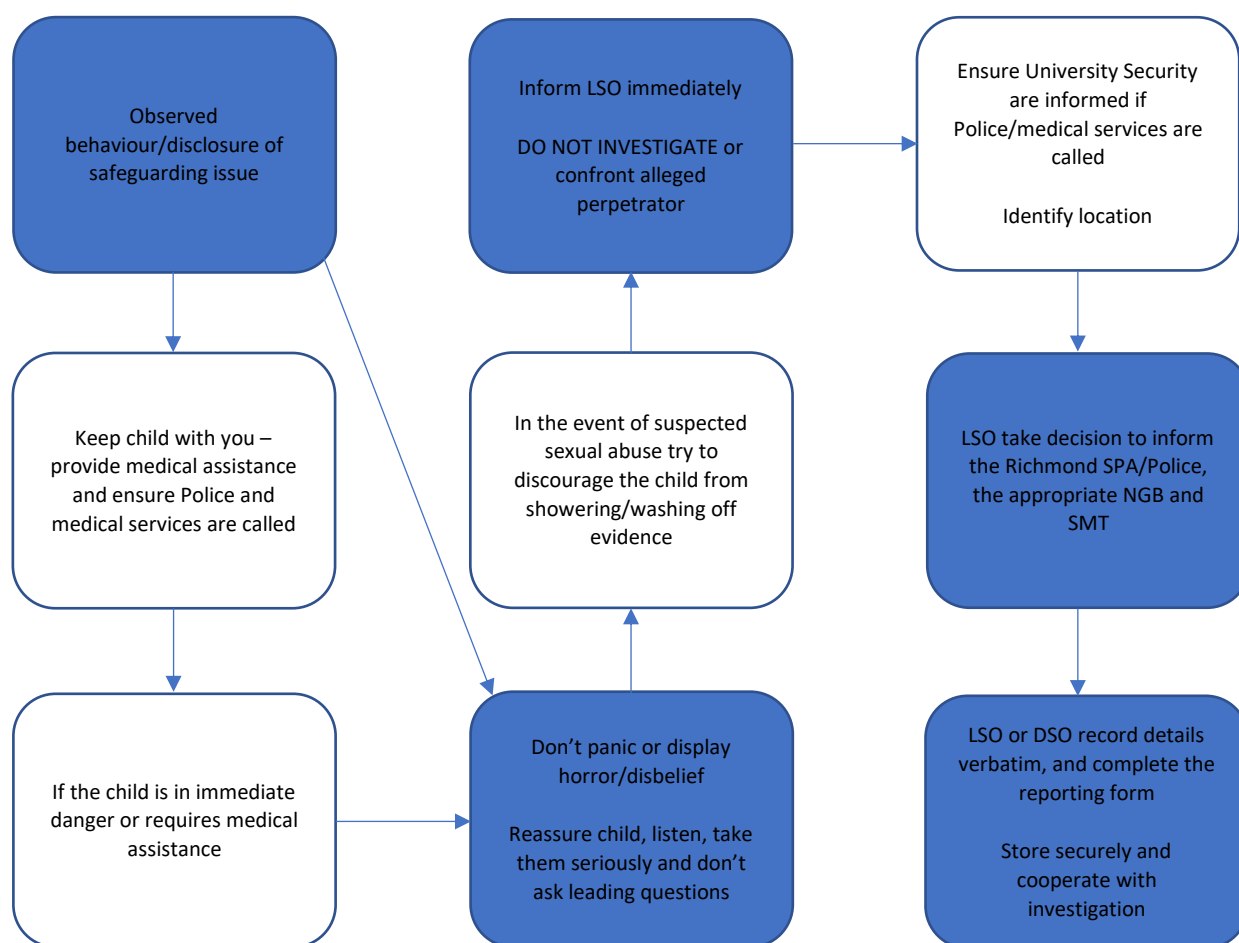 Observed
behaviour/disclosure of
safeguarding issue
Keep child with you –
provide medical assistance
and ensure Police and
medical services are called
If the child is in immediate
danger or requires medical
assistance
Don’t panic or display
horror/disbelief
Reassure child, listen, take
them seriously and don’t
ask leading questions
In the event of suspected
sexual abuse try to
discourage the child from
showering/washing off
evidence
Inform LSO immediately
DO NOT INVESTIGATE or
confront alleged
perpetrator
Ensure University Security
are informed if
Police/medical services are
called
Identify location
LSO take decision to inform
the Richmond SPA/Police,
the appropriate NGB and
SMT
LSO or DSO record details
verbatim, and complete the
reporting form
Store securely and
cooperate with
investigation